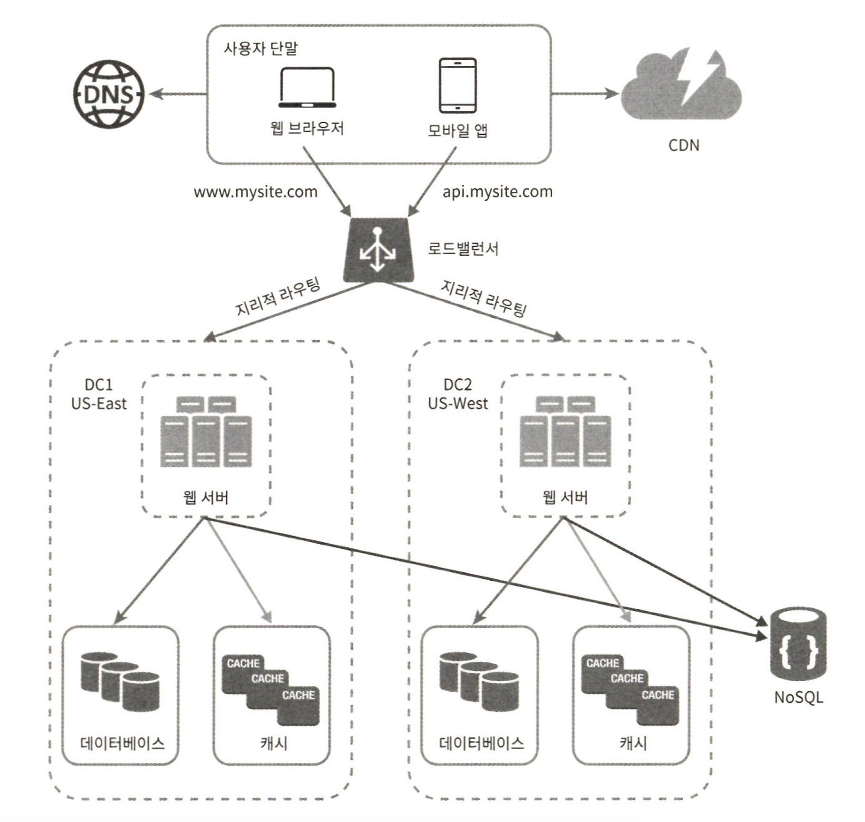 사용자 단말
DNS
웹 브라우저
모바일 앱
CDN
www.mysite.com
api.mysite.com
로드밸런서
지리적 라우팅
지리적 라우팅
DC1
US-East
웹 서버
DC2
US-West
웹 서버
데이터베이스
CACHE
CACHE
CACHE
캐시
데이터베이스
CACHE
CACHE
CACHE
캐시
{ }
NoSQL